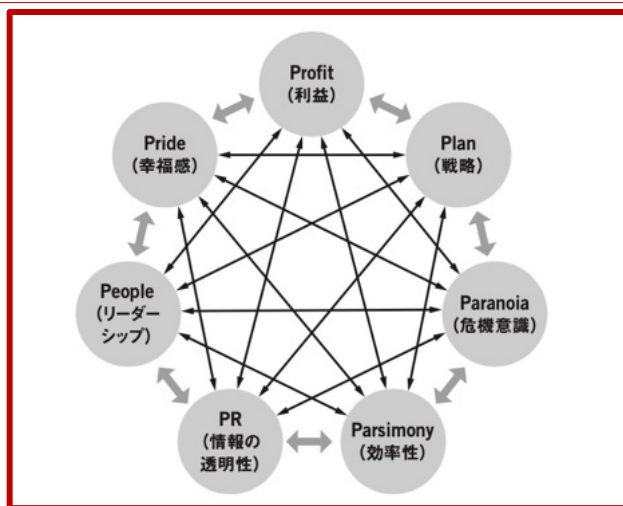 Profit
(利益)
Plan
(戦略)
Paranoia
(危機意識)
Parsimony
(効率性)
PR
(情報の
透明性)
People
(リーダー
シップ)
Pride
(幸福感)